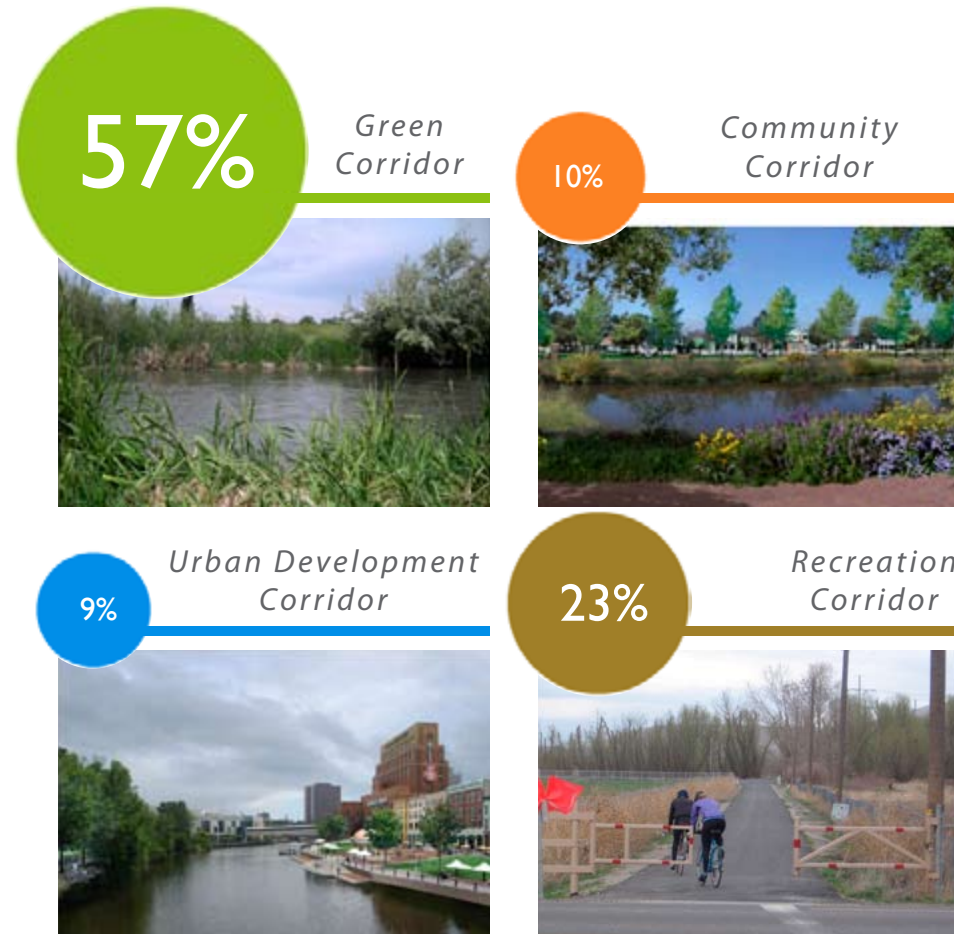 57%
Green
Corridor
10%
Community
Corridor
9%
Urban Development
Corridor
23%
Recreation
Corridor